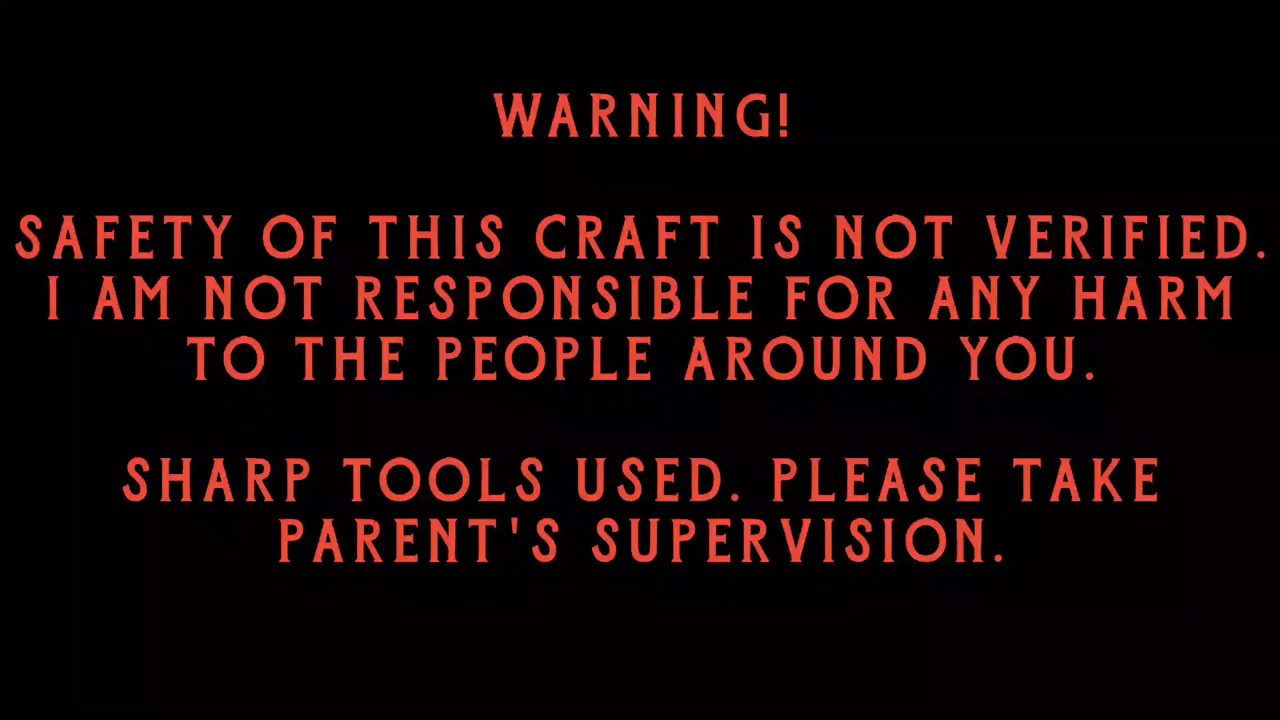 WARNING!
SAFETY OF THIS CRAFT IS NOT VERIFIED.
I AM NOT RESPONSIBLE FOR ANY HARM
TO THE PEOPLE AROUND YOU.
SHARP TOOLS USED. PLEASE TAKE
PARENT'S SUPERVISION.